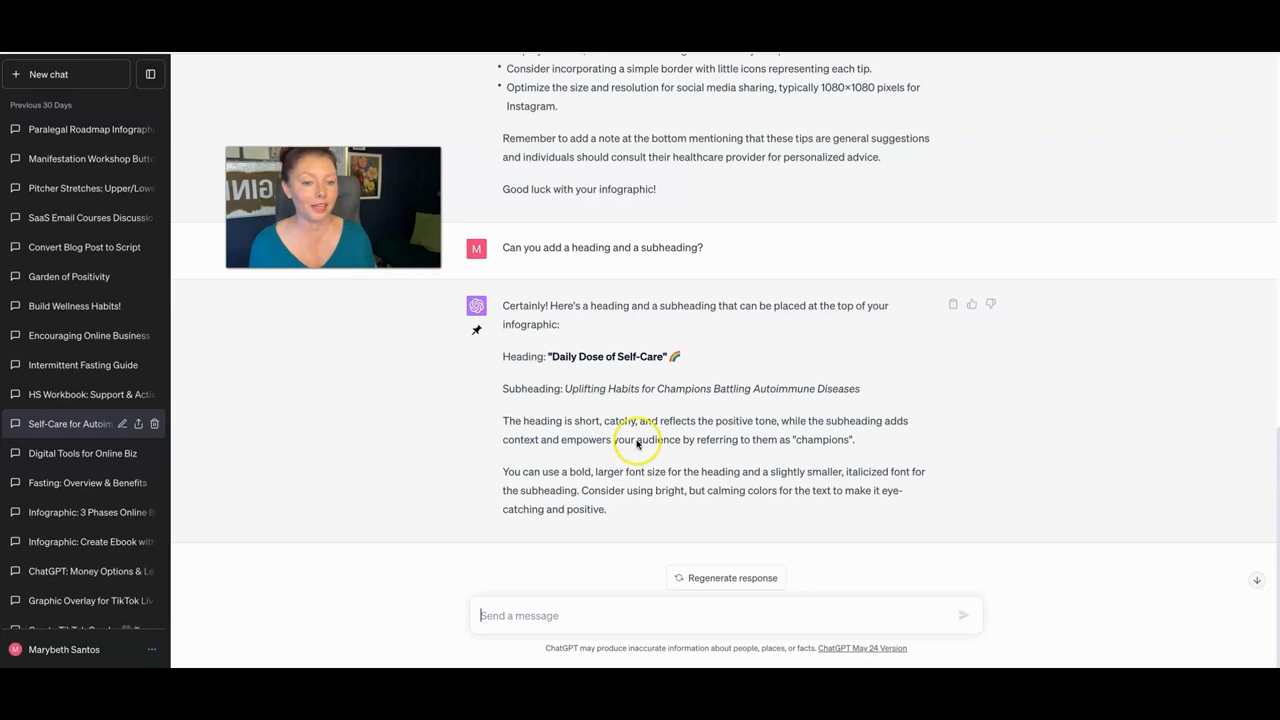 New chat
Previous 30 Days
Paralegal Roadmap Infograph
Manifestation Workshop Butto
Pitcher Stretches: Upper/Lowe
SaaS Email Courses Discussio
Convert Blog Post to Script
Garden of Positivity
Build Wellness Habits!
Encouraging Online Business
Intermittent Fasting Guide
HS Workbook: Support & Actio
Self-Care for Autoim
Digital Tools for Online Biz
Fasting: Overview & Benefits
Infographic: 3 Phases Online B
Infographic: Create Ebook with
ChatGPT: Money Options & Le
Graphic Overlay for TikTok Liv
M Marybeth Santos
• Consider incorporating a simple border with little icons representing each tip.
• Optimize the size and resolution for social media sharing, typically 1080×1080 pixels for
Instagram.
Remember to add a note at the bottom mentioning that these tips are general suggestions
and individuals should consult their healthcare provider for personalized advice.
Good luck with your infographic!
M Can you add a heading and a subheading?
Certainly! Here's a heading and a subheading that can be placed at the top of your
infographic:
Heading: "Daily Dose of Self-Care" 🌈
Subheading: Uplifting Habits for Champions Battling Autoimmune Diseases
The heading is short, catchy, and reflects the positive tone, while the subheading adds
context and empowers your audience by referring to them as "champions".
You can use a bold, larger font size for the heading and a slightly smaller, italicized font for
the subheading. Consider using bright, but calming colors for the text to make it eye-
catching and positive.
Regenerate response
Send a message
ChatGPT may produce inaccurate information about people, places, or facts. ChatGPT May 24 Version